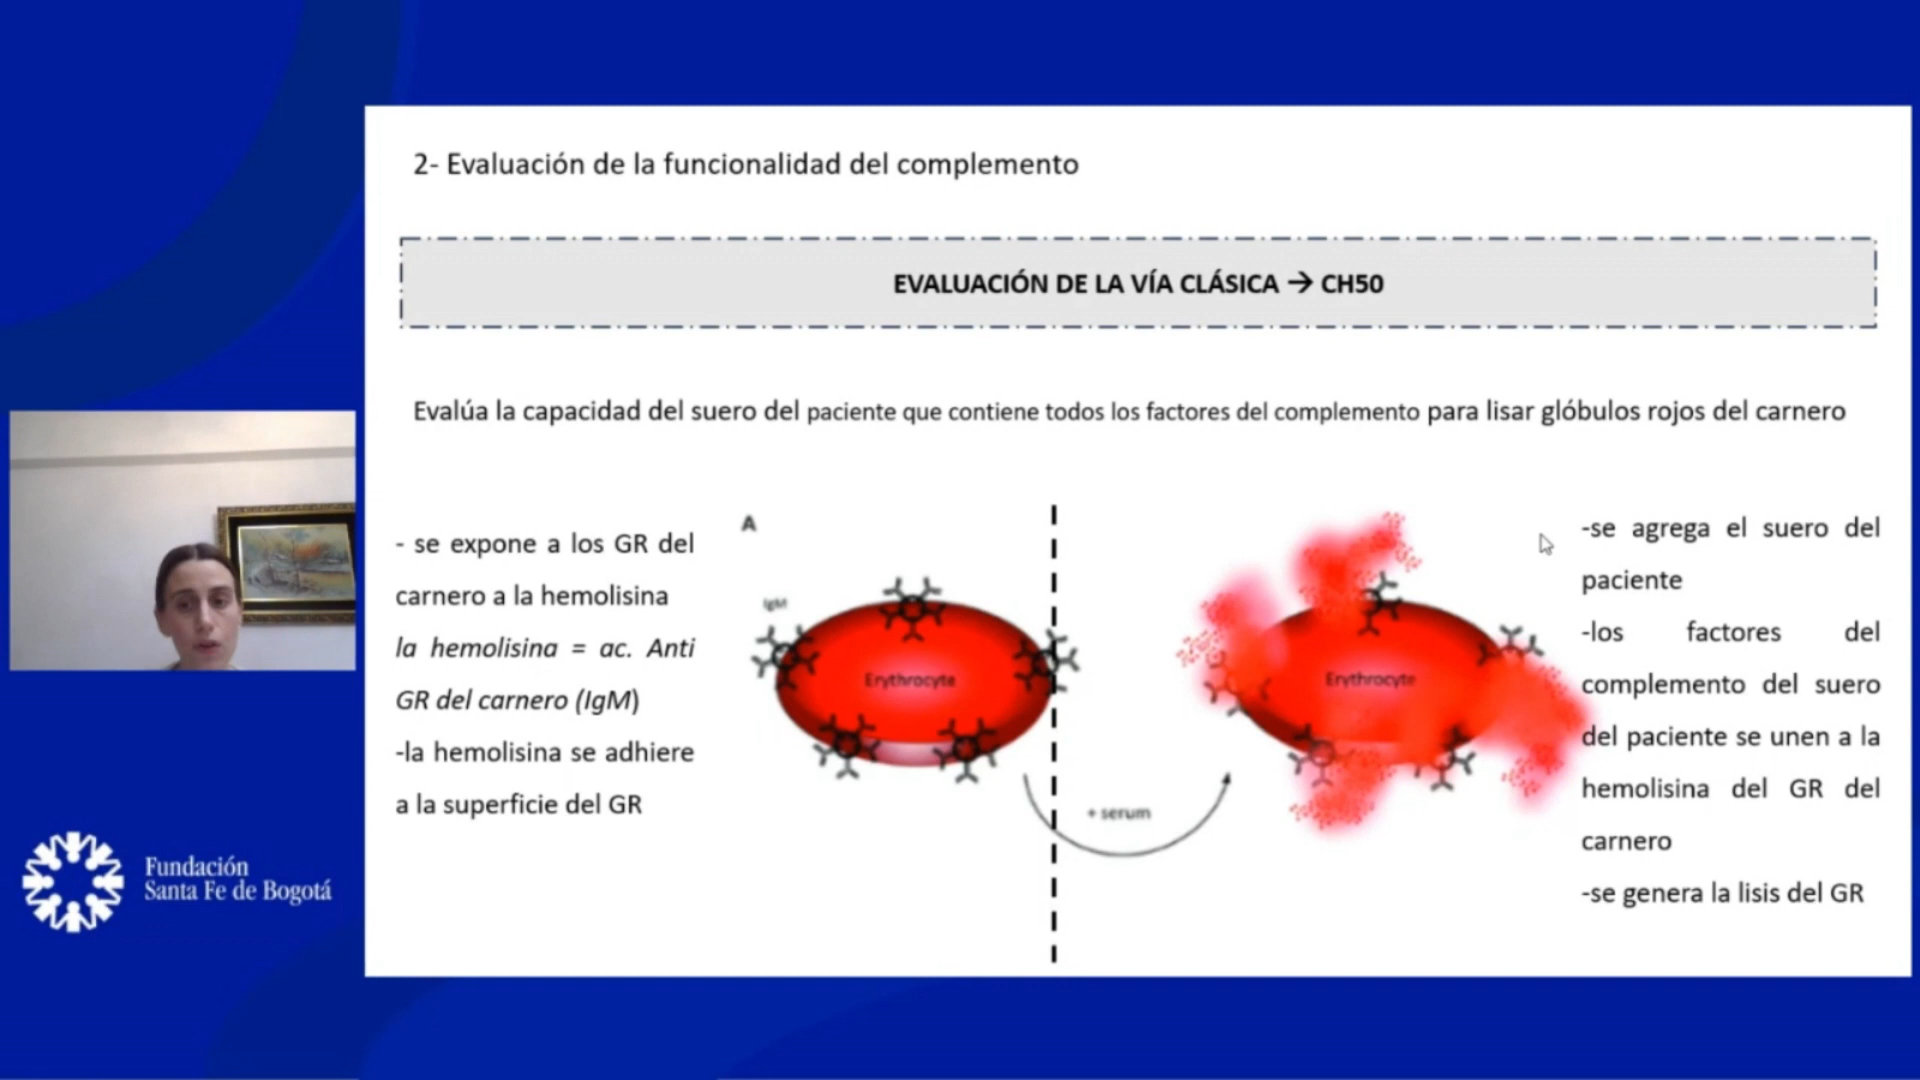 2- Evaluación de la funcionalidad del complemento
EVALUACIÓN DE LA VÍA CLÁSICA → CH50
Evalúa la capacidad del suero del paciente que contiene todos los factores del complemento para lisar glóbulos rojos del carnero
- se expone a los GR del
carnero a la hemolisina
la hemolisina = ac. Anti
GR del carnero (IgM)
-la hemolisina se adhiere
a la superficie del GR
A
IgM
Erythrocyte
+ serum
Erythrocyte
-se agrega el suero del
paciente
-los factores del
complemento del suero
del paciente se unen a la
hemolisina del GR del
carnero
-se genera la lisis del GR
Fundación
Santa Fe de Bogotá